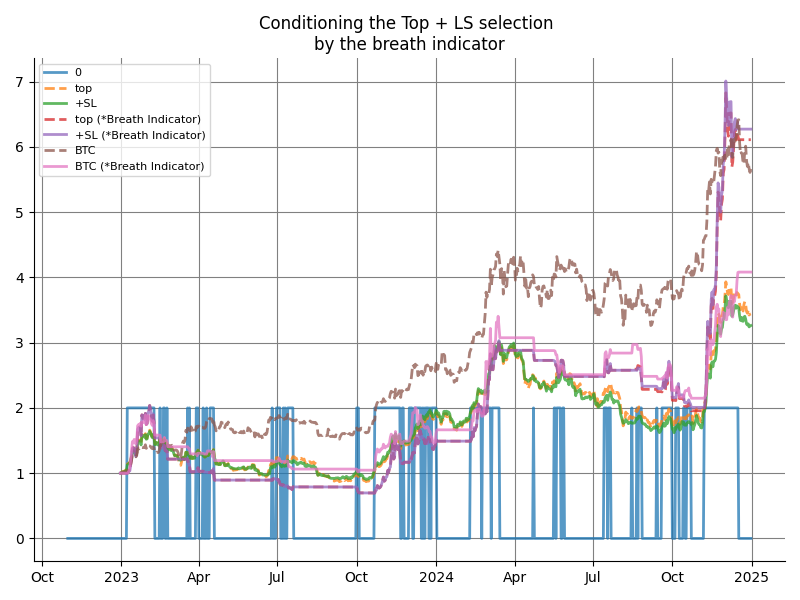 Conditioning the Top + LS selection
by the breath indicator
7
6
5
4
3
2
1
0
0
top
+SL
top (*Breath Indicator)
+SL (*Breath Indicator)
BTC
BTC (*Breath Indicator)
Oct 2023 Apr Jul Oct 2024 Apr Jul Oct 2025